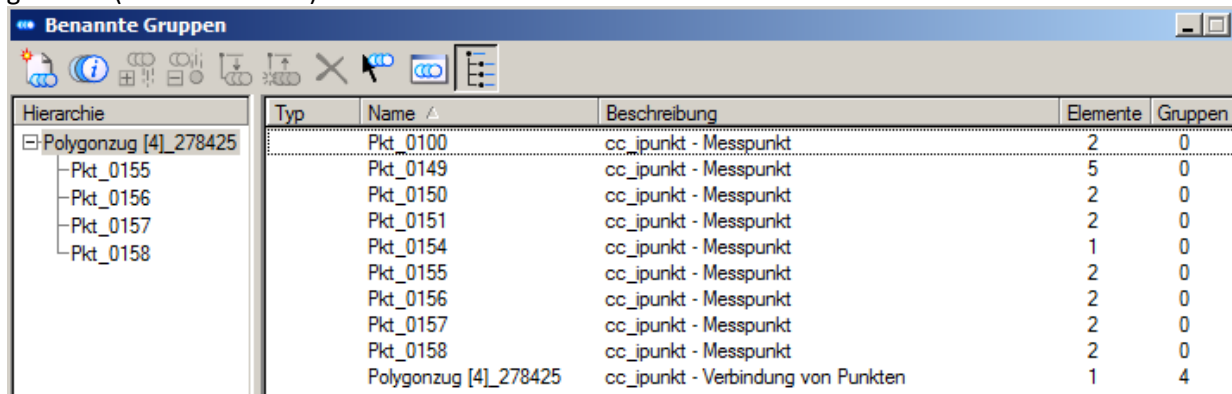 Benannte Gruppen
Hierarchie Typ Name Beschreibung Elemente Gruppen
Polygonzug [4]_278425 Pkt_0100 cc_ipunkt - Messpunkt 2 0
Pkt_0155 Pkt_0149 cc_ipunkt - Messpunkt 5 0
Pkt_0156 Pkt_0150 cc_ipunkt - Messpunkt 2 0
Pkt_0157 Pkt_0151 cc_ipunkt - Messpunkt 2 0
Pkt_0158 Pkt_0154 cc_ipunkt - Messpunkt 1 0
Pkt_0155 cc_ipunkt - Messpunkt 2 0
Pkt_0156 cc_ipunkt - Messpunkt 2 0
Pkt_0157 cc_ipunkt - Messpunkt 2 0
Pkt_0158 cc_ipunkt - Messpunkt 2 0
Polygonzug [4]_278425 cc_ipunkt - Verbindung von Punkten 1 4